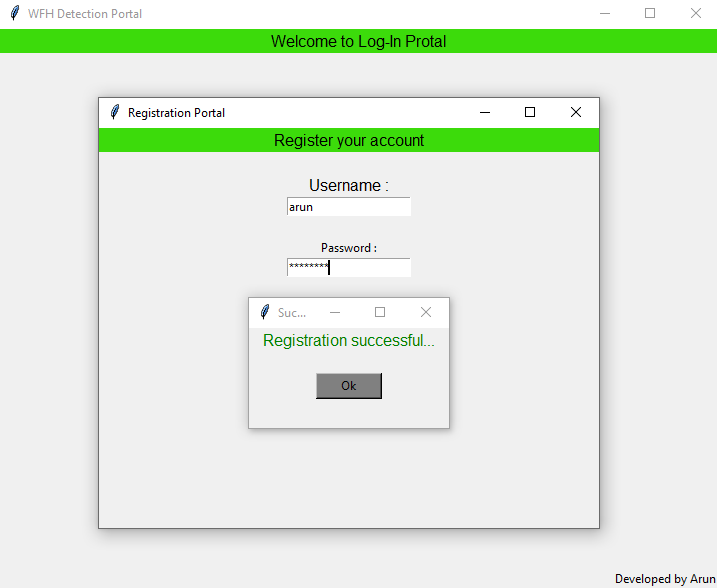 WFH Detection Portal
Welcome to Log-In Protal
Registration Portal
Register your account
Username :
arun
Password :
********
Suc...
Registration successful...
Ok
Developed by Arun